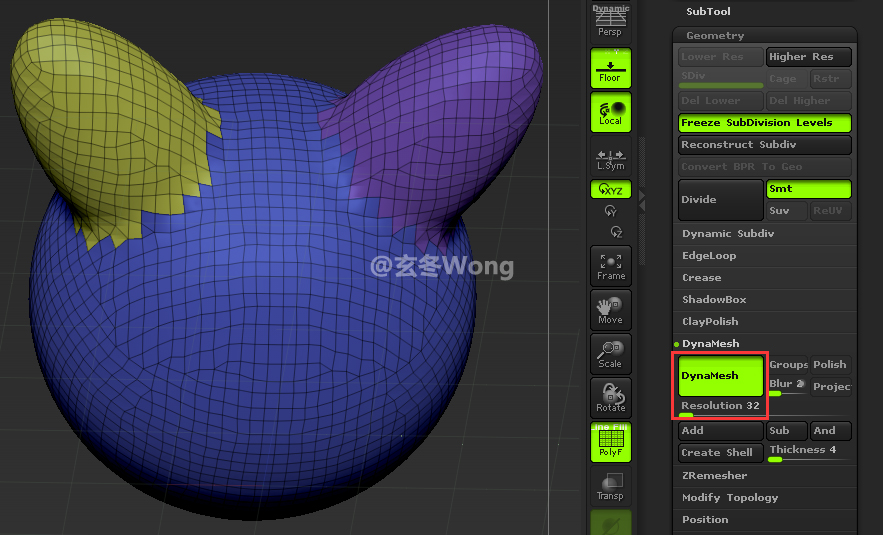 Dynamic
Persp
Floor
Local
L.Sym
XYZ
Y
Z
Frame
Move
Scale
Rotate
Line Fill
PolyF
Transp
@玄冬Wong
SubTool
Geometry
Lower Res
Higher Res
SDiv
Cage
Rstr
Del Lower
Del Higher
Freeze SubDivision Levels
Reconstruct Subdiv
Convert BPR To Geo
Divide
Smt
Suv
ReUV
Dynamic Subdiv
EdgeLoop
Crease
ShadowBox
ClayPolish
DynaMesh
DynaMesh
Groups
Polish
Blur 2
Projec
Resolution 32
Add
Sub
And
Create Shell
Thickness 4
ZRemesher
Modify Topology
Position